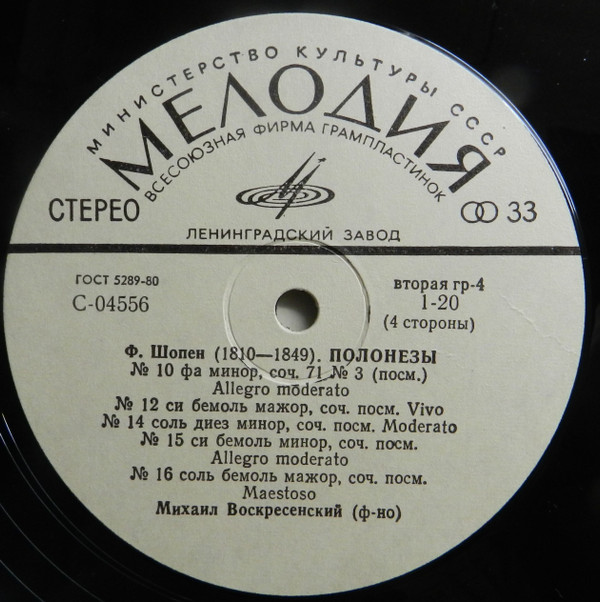 МИНИСТЕРСТВО КУЛЬТУРЫ СССР
МЕЛОДИЯ
ВСЕСОЮЗНАЯ ФИРМА ГРАМПЛАСТИНОК
СТЕРЕО
33
ЛЕНИНГРАДСКИЙ ЗАВОД
ГОСТ 5289-80
С-04556
вторая гр-4
1-20
(4 стороны)
Ф. Шопен (1810—1849). ПОЛОНЕЗЫ
№ 10 фа минор, соч. 71 № 3 (посм.)
Allegro moderato
№ 12 си бемоль мажор, соч. посм. Vivo
№ 14 соль диез минор, соч. посм. Moderato
№ 15 си бемоль минор, соч. посм.
Allegro moderato
№ 16 соль бемоль мажор, соч. посм.
Maestoso
Михаил Воскресенский (ф-но)